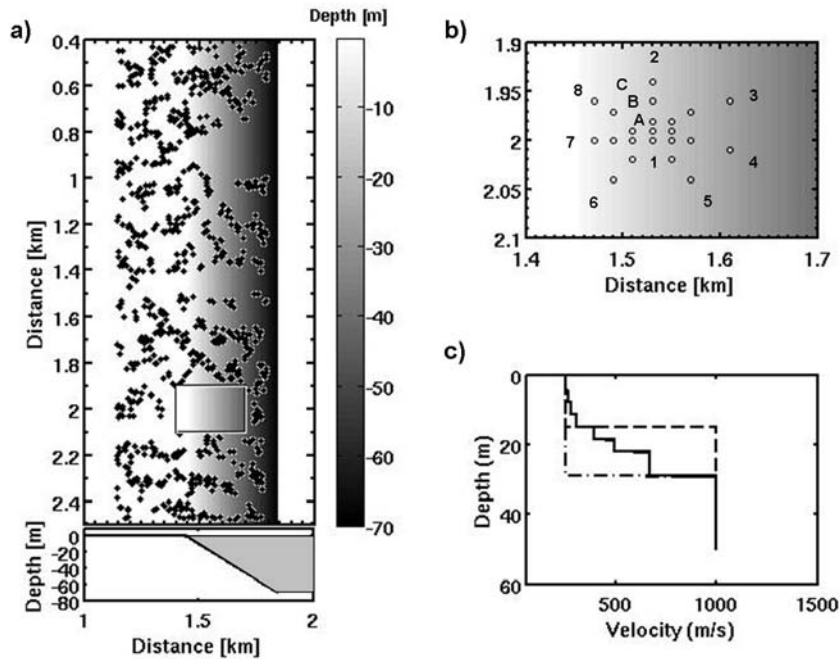 a)
Depth [m]
0.4
0.6
0.8
1
1.2
1.4
1.6
1.8
2
2.2
2.4
Distance [km]
-10
-20
-30
-40
-50
-60
-70
0
-20
-40
-60
-80
Depth [m]
1 1.5 2
Distance [km]
b)
1.9
1.95
2
2.05
2.1
2
C
8
B
3
A
7
1
4
6
5
1.4 1.5 1.6 1.7
Distance [km]
c)
0
20
40
60
Depth (m)
500 1000 1500
Velocity (m/s)